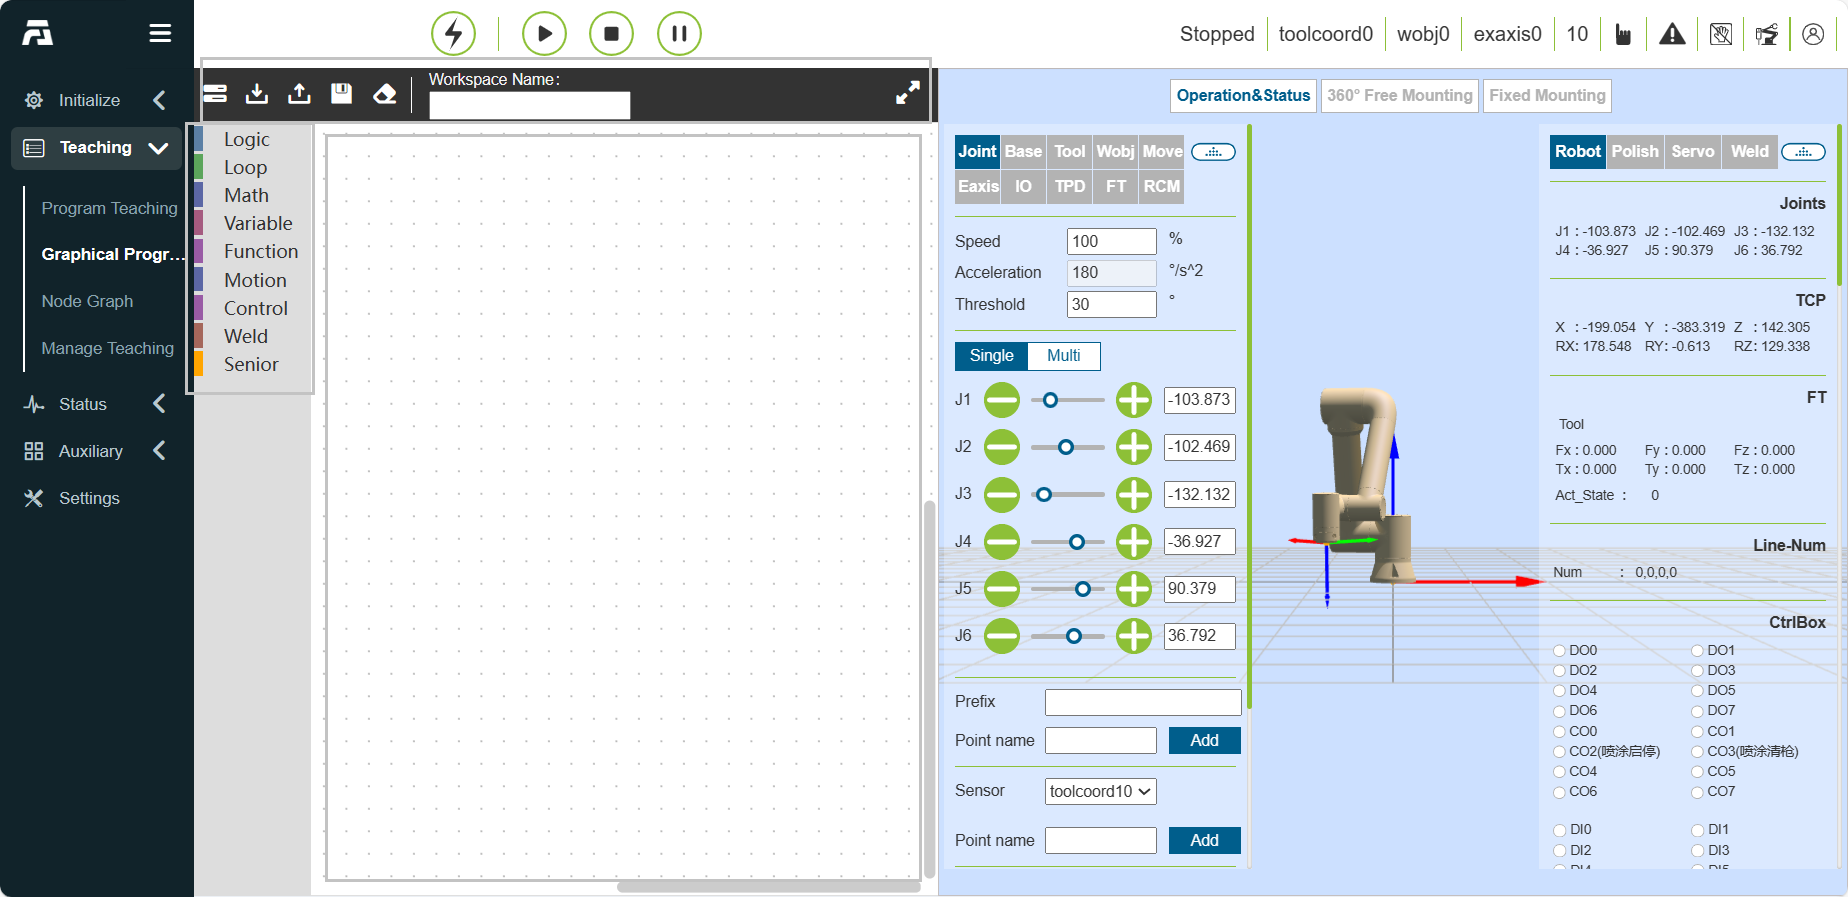 Stopped
toolcoord0
wobj0
exaxis0
10
Initialize
Teaching
Program Teaching
Graphical Progr...
Node Graph
Manage Teaching
Status
Auxiliary
Settings
Workspace Name:
Logic
Loop
Math
Variable
Function
Motion
Control
Weld
Senior
Operation&Status
360° Free Mounting
Fixed Mounting
Joint Base Tool Wobj Move
Eaxis IO TPD FT RCM
Speed 100 %
Acceleration 180 °/s^2
Threshold 30 °
Single Multi
J1 -103.873
J2 -102.469
J3 -132.132
J4 -36.927
J5 90.379
J6 36.792
Prefix
Point name Add
Sensor toolcoord10
Point name Add
Robot Polish Servo Weld
Joints
J1 : -103.873 J2 : -102.469 J3 : -132.132
J4 : -36.927 J5 : 90.379 J6 : 36.792
TCP
X : -199.054 Y : -383.319 Z : 142.305
RX: 178.548 RY: -0.613 RZ: 129.338
FT
Tool
Fx : 0.000 Fy : 0.000 Fz : 0.000
Tx : 0.000 Ty : 0.000 Tz : 0.000
Act_State : 0
Line-Num
Num : 0,0,0,0
CtrlBox
DO0 DO1
DO2 DO3
DO4 DO5
DO6 DO7
CO0 CO1
CO2(喷涂启停) CO3(喷涂清枪)
CO4 CO5
CO6 CO7
DI0 DI1
DI2 DI3
DI4 DI5